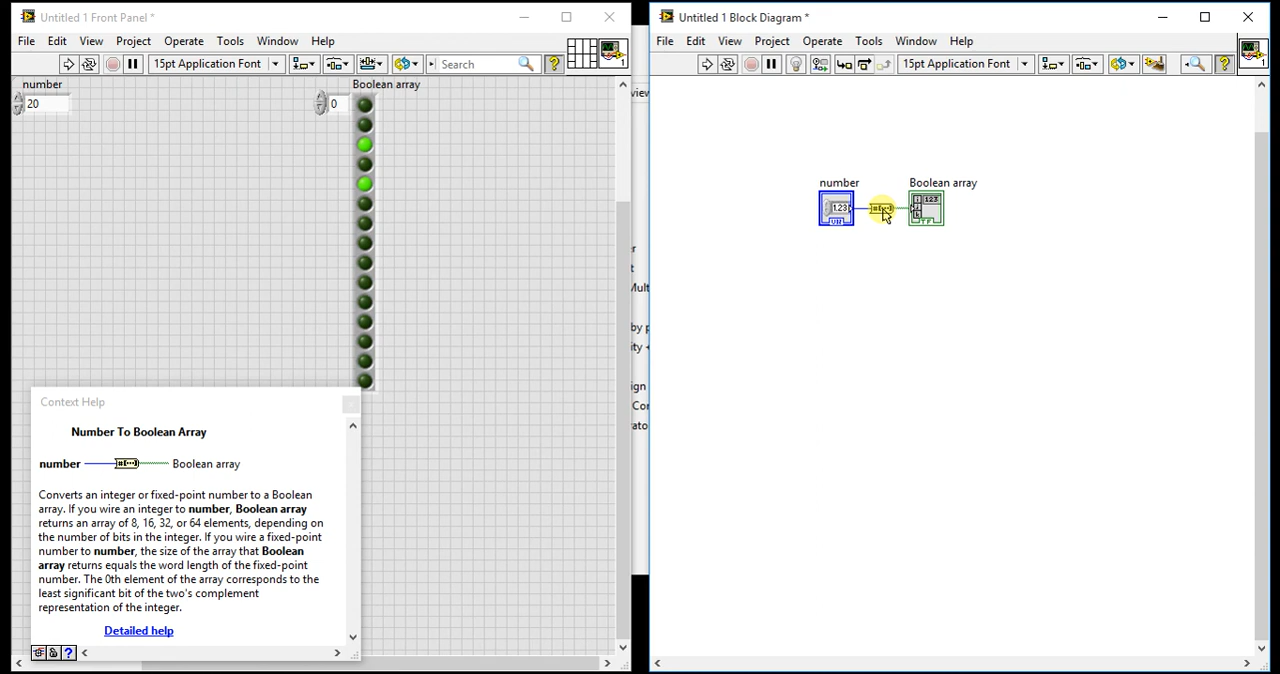 Untitled 1 Front Panel *
File Edit View Project Operate Tools Window Help
15pt Application Font
Search
?
1
number
20
0
Boolean array
Context Help
Number To Boolean Array
number
Boolean array
Converts an integer or fixed-point number to a Boolean
array. If you wire an integer to number, Boolean array
returns an array of 8, 16, 32, or 64 elements, depending on
the number of bits in the integer. If you wire a fixed-point
number to number, the size of the array that Boolean
array returns equals the word length of the fixed-point
number. The 0th element of the array corresponds to the
least significant bit of the two's complement
representation of the integer.
Detailed help
?
Untitled 1 Block Diagram *
File Edit View Project Operate Tools Window Help
15pt Application Font
?
1
number
1.23
Boolean array
123
TF